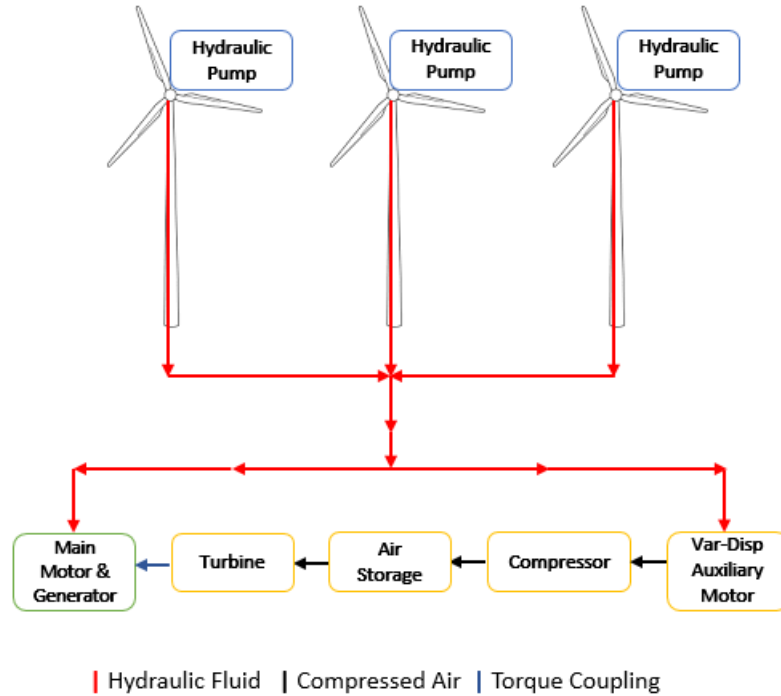 Hydraulic
Pump
Hydraulic
Pump
Hydraulic
Pump
Main
Motor &
Generator
Turbine
Air
Storage
Compressor
Var-Disp
Auxiliary
Motor
| Hydraulic Fluid | Compressed Air | Torque Coupling